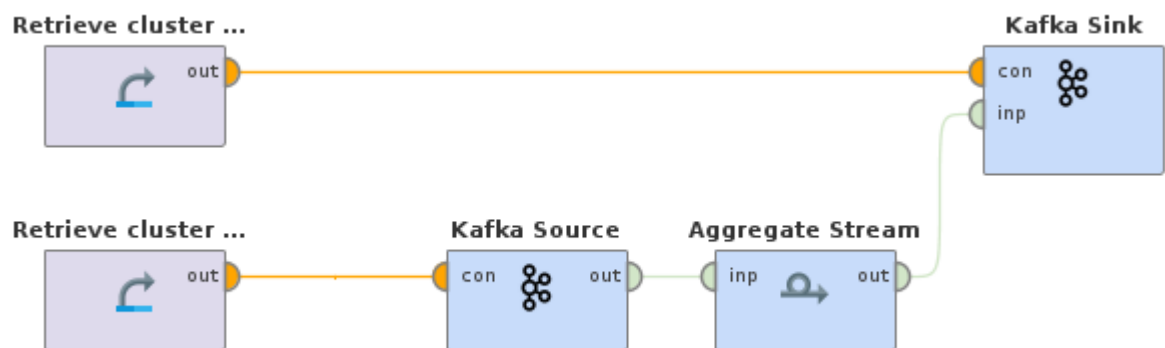 Retrieve cluster ...
Kafka Sink
out
con
inp
Retrieve cluster ...
Kafka Source
Aggregate Stream
out
con
out
inp
out